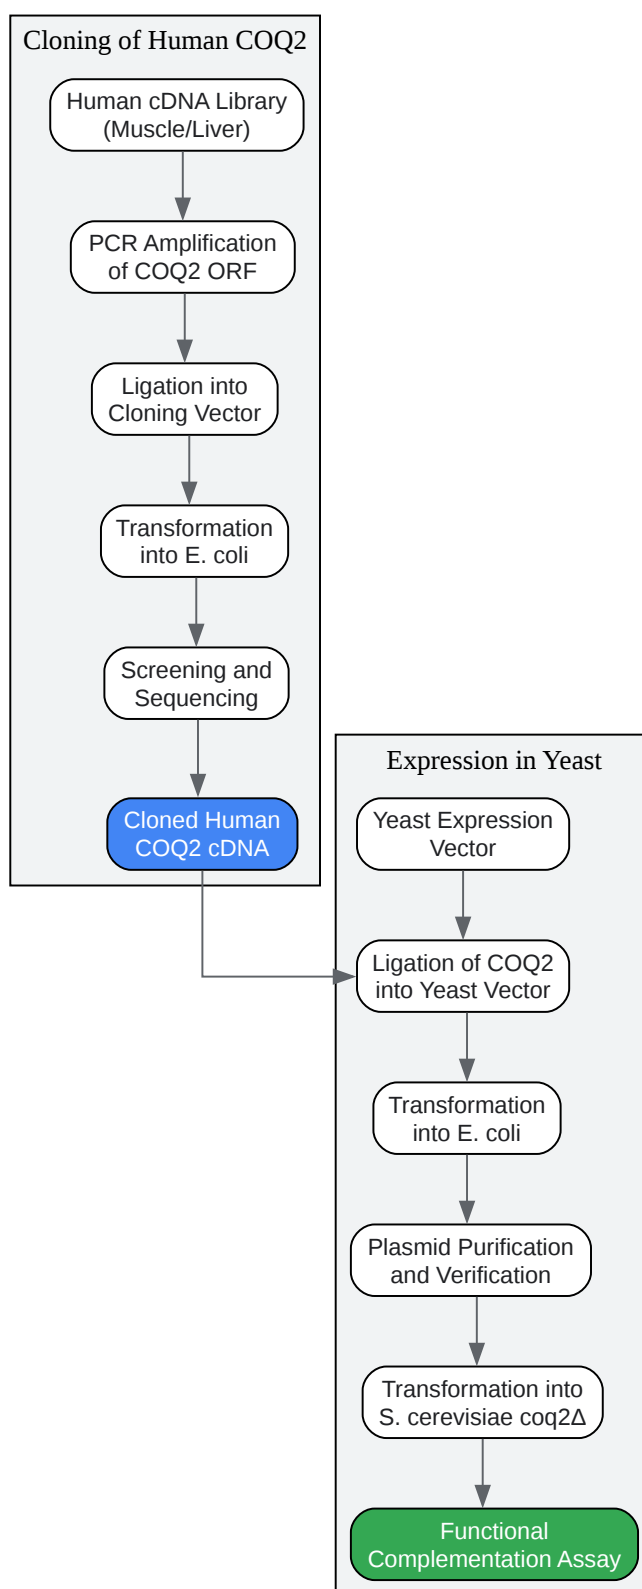 Cloning of Human COQ2
Human cDNA Library
(Muscle/Liver)
PCR Amplification
of COQ2 ORF
Ligation into
Cloning Vector
Transformation
into E. coli
Screening and
Sequencing
Cloned Human
COQ2 cDNA
Expression in Yeast
Yeast Expression
Vector
Ligation of COQ2
into Yeast Vector
Transformation
into E. coli
Plasmid Purification
and Verification
Transformation into
S. cerevisiae coq2Δ
Functional
Complementation Assay